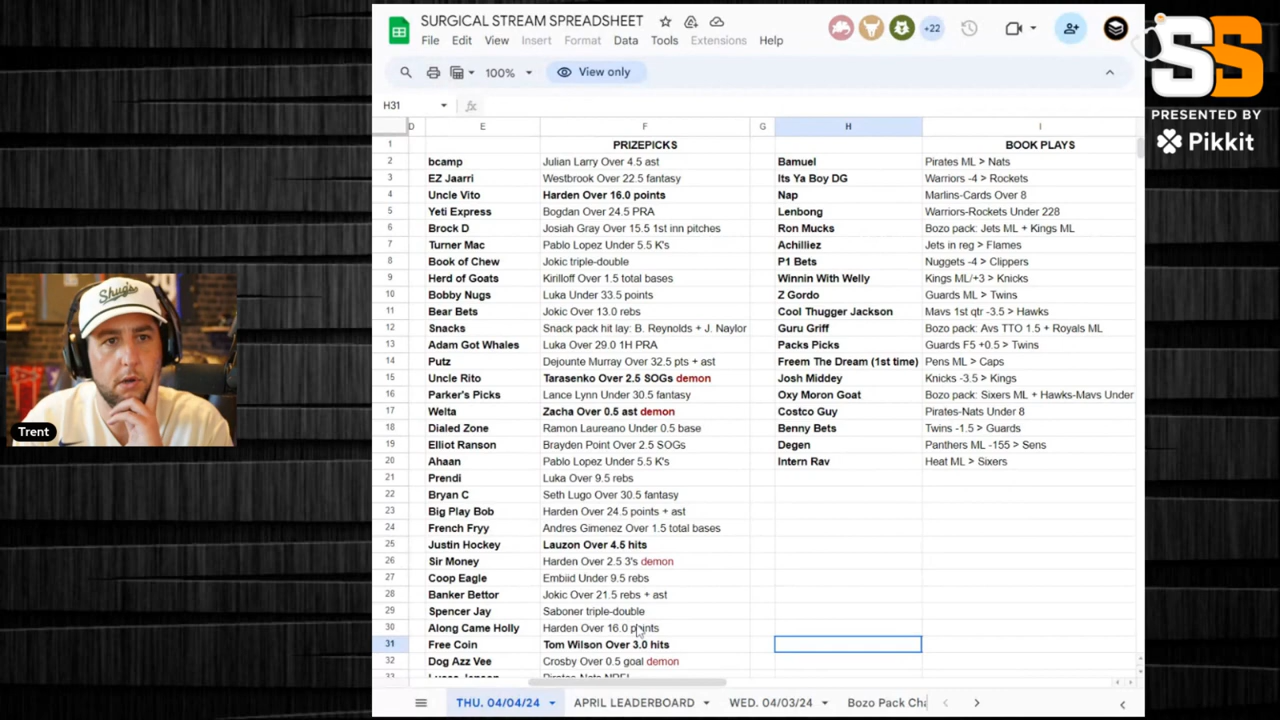 SURGICAL STREAM SPREADSHEET
+22
File Edit View Insert Format Data Tools Extensions Help
100% View only
H31 fx
D E F G H I
1 PRIZEPICKS BOOK PLAYS
2 bcamp Julian Larry Over 4.5 ast Bamuel Pirates ML > Nats
3 EZ Jaarri Westbrook Over 22.5 fantasy Its Ya Boy DG Warriors -4 > Rockets
4 Uncle Vito Harden Over 16.0 points Nap Marlins-Cards Over 8
5 Yeti Express Bogdan Over 24.5 PRA Lenbong Warriors-Rockets Under 228
6 Brock D Josiah Gray Over 15.5 1st inn pitches Ron Mucks Bozo pack: Jets ML + Kings ML
7 Turner Mac Pablo Lopez Under 5.5 K's Achilliez Jets in reg > Flames
8 Book of Chew Jokic triple-double P1 Bets Nuggets -4 > Clippers
9 Herd of Goats Kirilloff Over 1.5 total bases Winnin With Welly Kings ML/+3 > Knicks
10 Bobby Nugs Luka Under 33.5 points Z Gordo Guards ML > Twins
11 Bear Bets Jokic Over 13.0 rebs Cool Thugger Jackson Mavs 1st qtr -3.5 > Hawks
12 Snacks Snack pack hit lay: B. Reynolds + J. Naylor Guru Griff Bozo pack: Avs TTO 1.5 + Royals ML
13 Adam Got Whales Luka Over 29.0 1H PRA Packs Picks Guards F5 +0.5 > Twins
14 Putz Dejounte Murray Over 32.5 pts + ast Freem The Dream (1st time) Pens ML > Caps
15 Uncle Rito Tarasenko Over 2.5 SOGs demon Josh Middey Knicks -3.5 > Kings
16 Parker's Picks Lance Lynn Under 30.5 fantasy Oxy Moron Goat Bozo pack: Sixers ML + Hawks-Mavs Under
17 Welta Zacha Over 0.5 ast demon Costco Guy Pirates-Nats Under 8
18 Dialed Zone Ramon Laureano Under 0.5 base Benny Bets Twins -1.5 > Guards
19 Elliot Ranson Brayden Point Over 2.5 SOGs Degen Panthers ML -155 > Sens
20 Ahaan Pablo Lopez Under 5.5 K's Intern Rav Heat ML > Sixers
21 Prendi Luka Over 9.5 rebs
22 Bryan C Seth Lugo Over 30.5 fantasy
23 Big Play Bob Harden Over 24.5 points + ast
24 French Fryy Andres Gimenez Over 1.5 total bases
25 Justin Hockey Lauzon Over 4.5 hits
26 Sir Money Harden Over 2.5 3's demon
27 Coop Eagle Embiid Under 9.5 rebs
28 Banker Bettor Jokic Over 21.5 rebs + ast
29 Spencer Jay Saboner triple-double
30 Along Came Holly Harden Over 16.0 points
31 Free Coin Tom Wilson Over 3.0 hits
32 Dog Azz Vee Crosby Over 0.5 goal demon
THU. 04/04/24 APRIL LEADERBOARD WED. 04/03/24 Bozo Pack Cha
SS
PRESENTED BY
Pikkit
Shugs
Trent